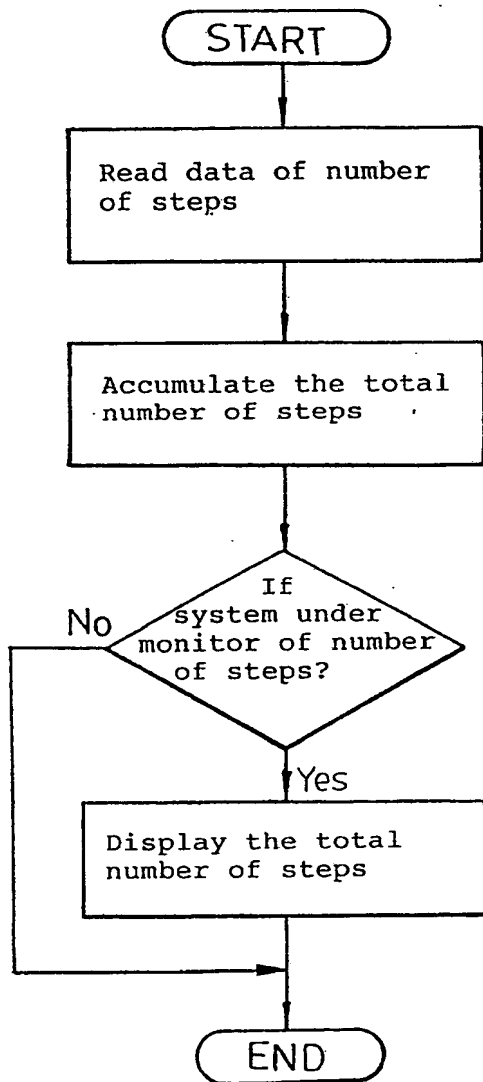 START
Read data of number
of steps
Accumulate the total
number of steps
If
system under
monitor of number
of steps?
No
Yes
Display the total
number of steps
END